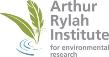 Arthur
Rylah
Institute
for environmental
research